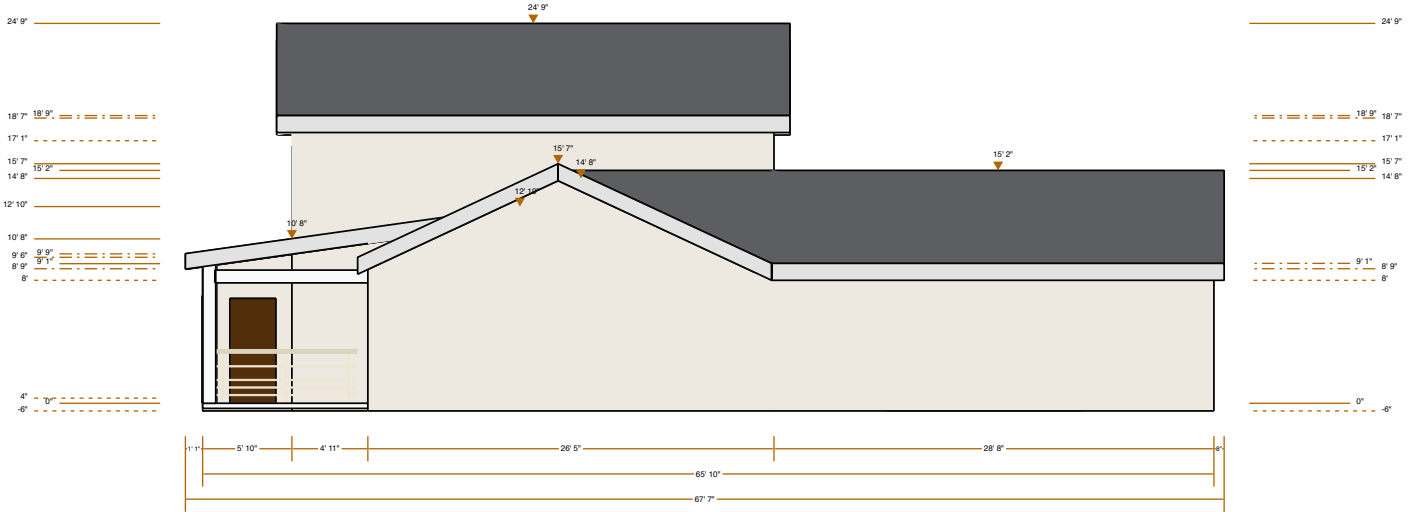 24' 9"
24' 9" 24' 9"
18' 7" 18' 9" 18' 9" 18' 7"
17' 1" 17' 1"
15' 7" 15' 7" 15' 2" 15' 7"
15' 2" 14' 8" 15' 2"
14' 8" 14' 8"
12' 10"
12' 10"
10' 8"
10' 8"
9' 9"
9' 6"
9' 1" 9' 1"
8' 9" 8' 9"
8' 8'
4"
0" 0"
-6" -6"
1' 1" 5' 10" 4' 11" 26' 5" 28' 8" 8"
65' 10"
67' 7"